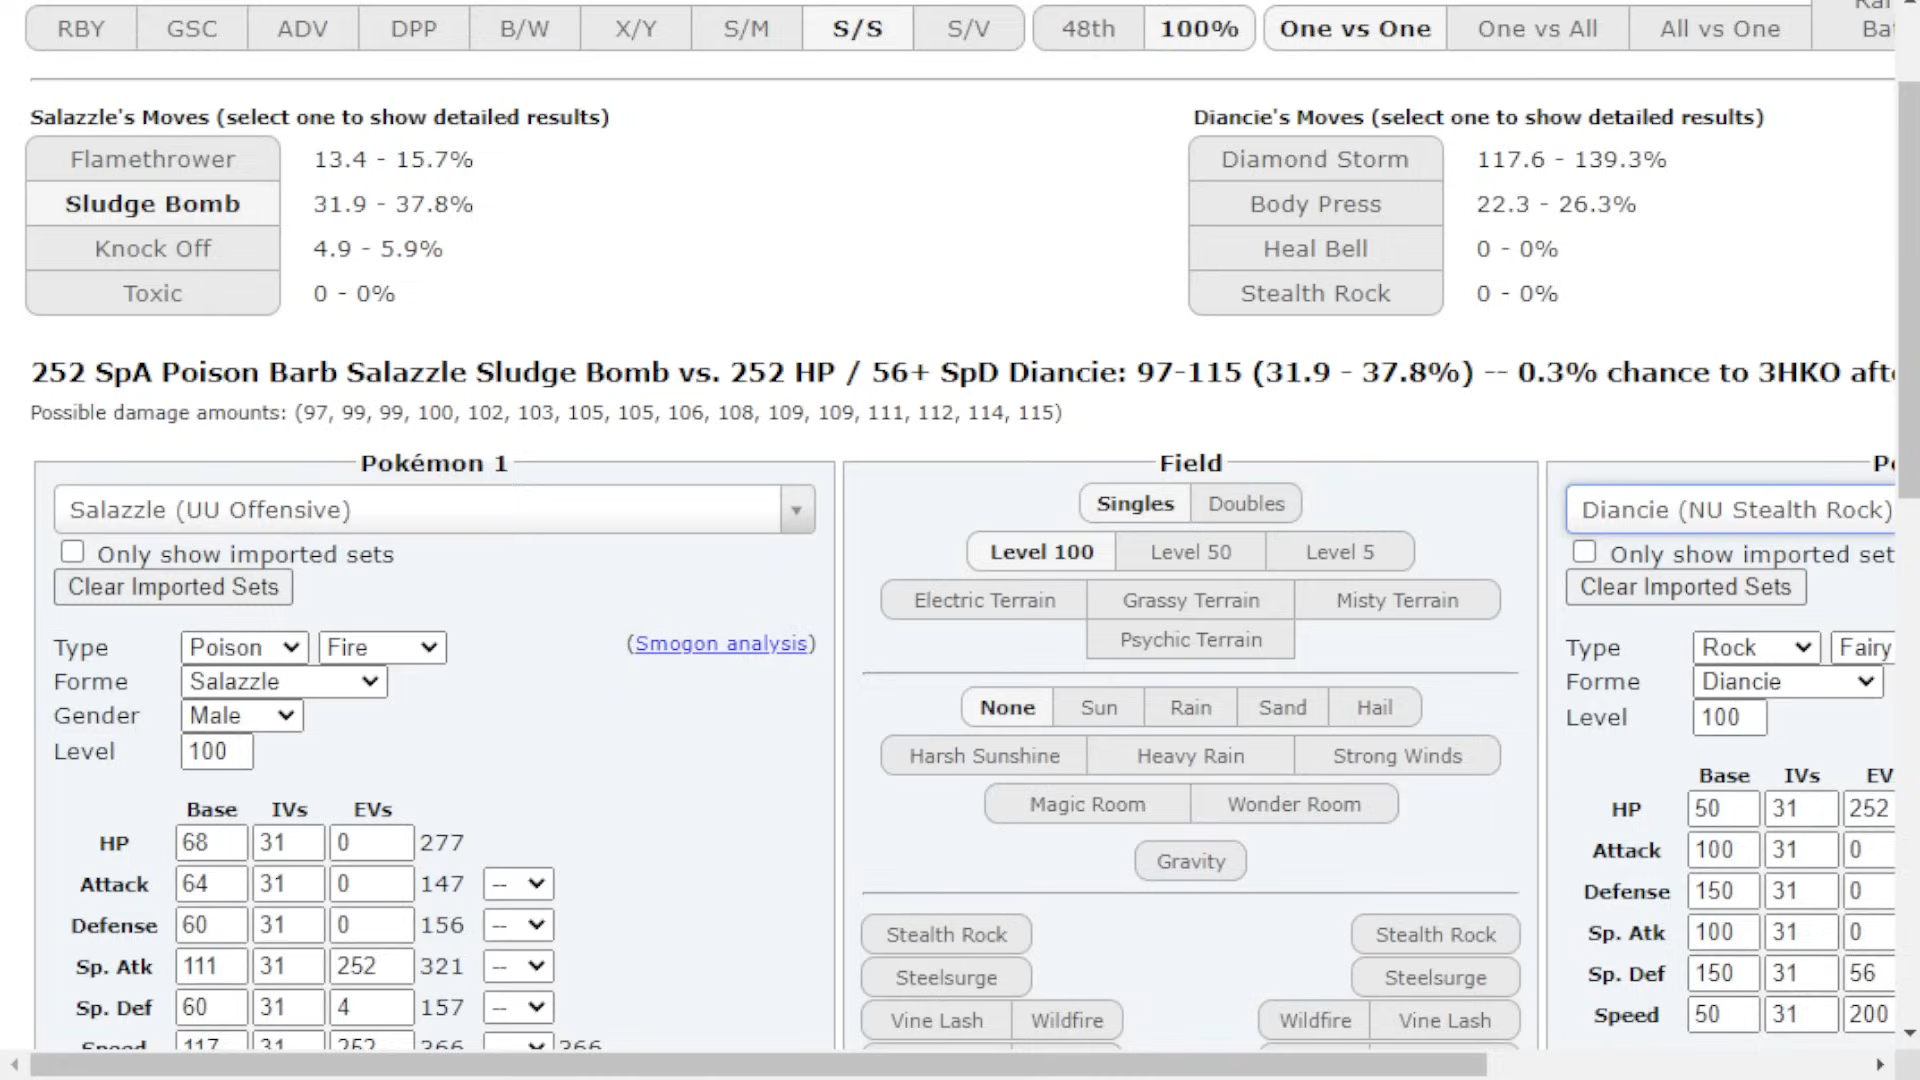 RBY GSC ADV DPP B/W X/Y S/M S/S S/V 48th 100% One vs One One vs All All vs One
Salazzle's Moves (select one to show detailed results) Diancie's Moves (select one to show detailed results)
Flamethrower 13.4 - 15.7% Diamond Storm 117.6 - 139.3%
Sludge Bomb 31.9 - 37.8% Body Press 22.3 - 26.3%
Knock Off 4.9 - 5.9% Heal Bell 0 - 0%
Toxic 0 - 0% Stealth Rock 0 - 0%
252 SpA Poison Barb Salazzle Sludge Bomb vs. 252 HP / 56+ SpD Diancie: 97-115 (31.9 - 37.8%) -- 0.3% chance to 3HKO
Possible damage amounts: (97, 99, 99, 100, 102, 103, 105, 105, 106, 108, 109, 109, 111, 112, 114, 115)
Pokémon 1 Field
Salazzle (UU Offensive) Singles Doubles Diancie (NU Stealth Rock)
Only show imported sets Level 100 Level 50 Level 5 Only show imported set
Clear Imported Sets Electric Terrain Grassy Terrain Misty Terrain Clear Imported Sets
Psychic Terrain
Type Poison Fire (Smogon analysis) Type Rock Fairy
Forme Salazzle Forme Diancie
Gender Male None Sun Rain Sand Hail Level 100
Level 100 Harsh Sunshine Heavy Rain Strong Winds
Base IVs EVs Magic Room Wonder Room Base IVs EV
HP 68 31 0 277 HP 50 31 252
Gravity
Attack 64 31 0 147 -- Attack 100 31 0
Defense 60 31 0 156 -- Stealth Rock Stealth Rock Defense 150 31 0
Sp. Atk 111 31 252 321 -- Steelsurge Steelsurge Sp. Atk 100 31 0
Sp. Def 60 31 4 157 -- Vine Lash Wildfire Wildfire Vine Lash Sp. Def 150 31 56
Speed 117 31 252 366 366 Speed 50 31 200